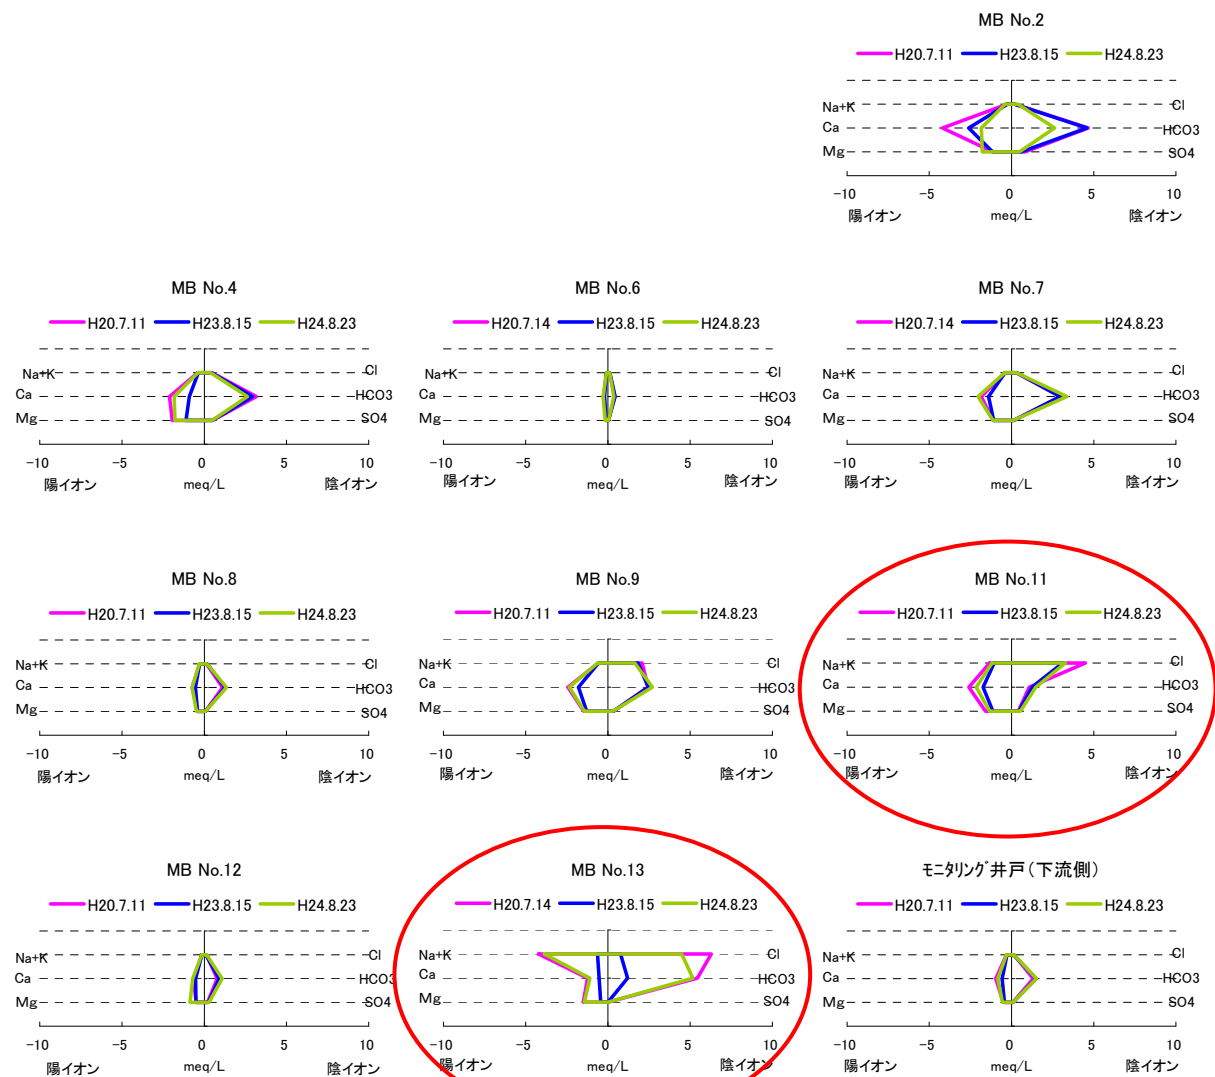 MB No.2
H20.7.11 H23.8.15 H24.8.23
Na+K Cl
Ca HCO3
Mg SO4
-10 -5 0 5 10
陽イオン meq/L 陰イオン
MB No.4
H20.7.11 H23.8.15 H24.8.23
Na+K Cl
Ca HCO3
Mg SO4
-10 -5 0 5 10
陽イオン meq/L 陰イオン
MB No.6
H20.7.14 H23.8.15 H24.8.23
Na+K Cl
Ca HCO3
Mg SO4
-10 -5 0 5 10
陽イオン meq/L 陰イオン
MB No.7
H20.7.14 H23.8.15 H24.8.23
Na+K Cl
Ca HCO3
Mg SO4
-10 -5 0 5 10
陽イオン meq/L 陰イオン
MB No.8
H20.7.11 H23.8.15 H24.8.23
Na+K Cl
Ca HCO3
Mg SO4
-10 -5 0 5 10
陽イオン meq/L 陰イオン
MB No.9
H20.7.11 H23.8.15 H24.8.23
Na+K Cl
Ca HCO3
Mg SO4
-10 -5 0 5 10
陽イオン meq/L 陰イオン
MB No.11
H20.7.11 H23.8.15 H24.8.23
Na+K Cl
Ca HCO3
Mg SO4
-10 -5 0 5 10
陽イオン meq/L 陰イオン
MB No.12
H20.7.11 H23.8.15 H24.8.23
Na+K Cl
Ca HCO3
Mg SO4
-10 -5 0 5 10
陽イオン meq/L 陰イオン
MB No.13
H20.7.14 H23.8.15 H24.8.23
Na+K Cl
Ca HCO3
Mg SO4
-10 -5 0 5 10
陽イオン meq/L 陰イオン
モニタリング井戸(下流側)
H20.7.11 H23.8.15 H24.8.23
Na+K Cl
Ca HCO3
Mg SO4
-10 -5 0 5 10
陽イオン meq/L 陰イオン